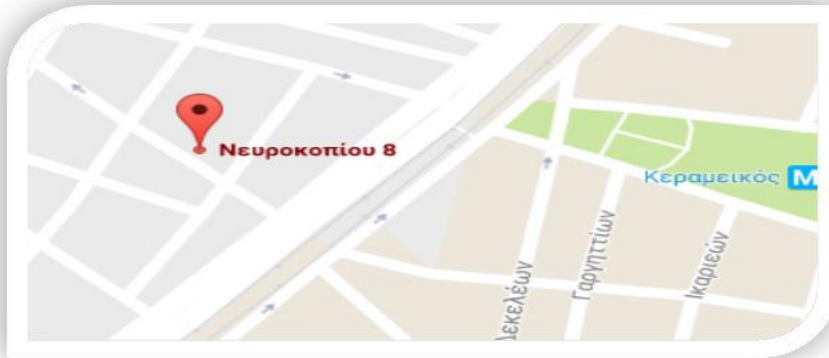 Νευροκοπίου 8
Κεραμεικός M
Δεκελέων
Γαργηττίων
Ικαριέων